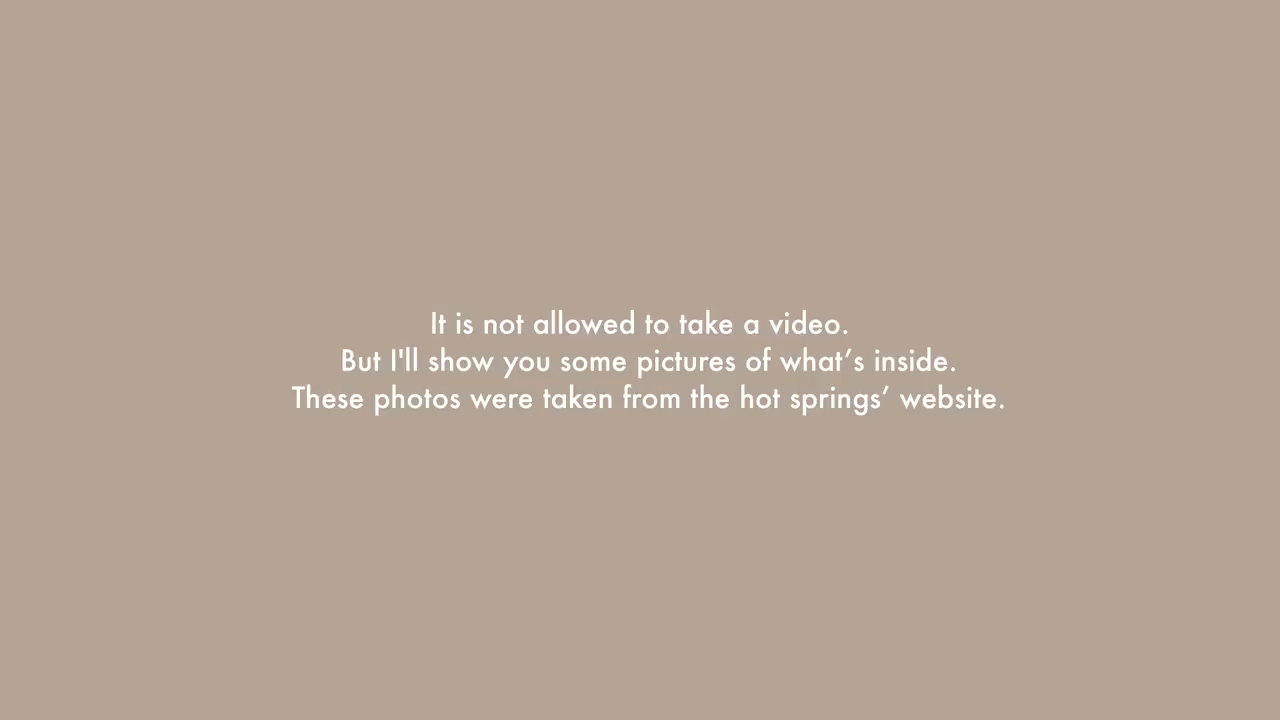 It is not allowed to take a video.
But I'll show you some pictures of what’s inside.
These photos were taken from the hot springs’ website.